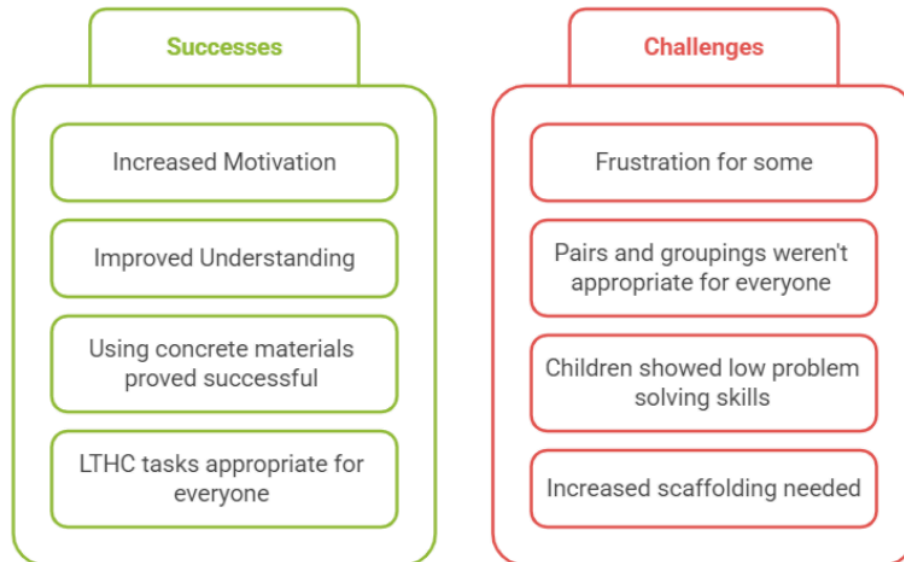 Successes
Increased Motivation
Improved Understanding
Using concrete materials
proved successful
LTHC tasks appropriate for
everyone
Challenges
Frustration for some
Pairs and groupings weren't
appropriate for everyone
Children showed low problem
solving skills
Increased scaffolding needed